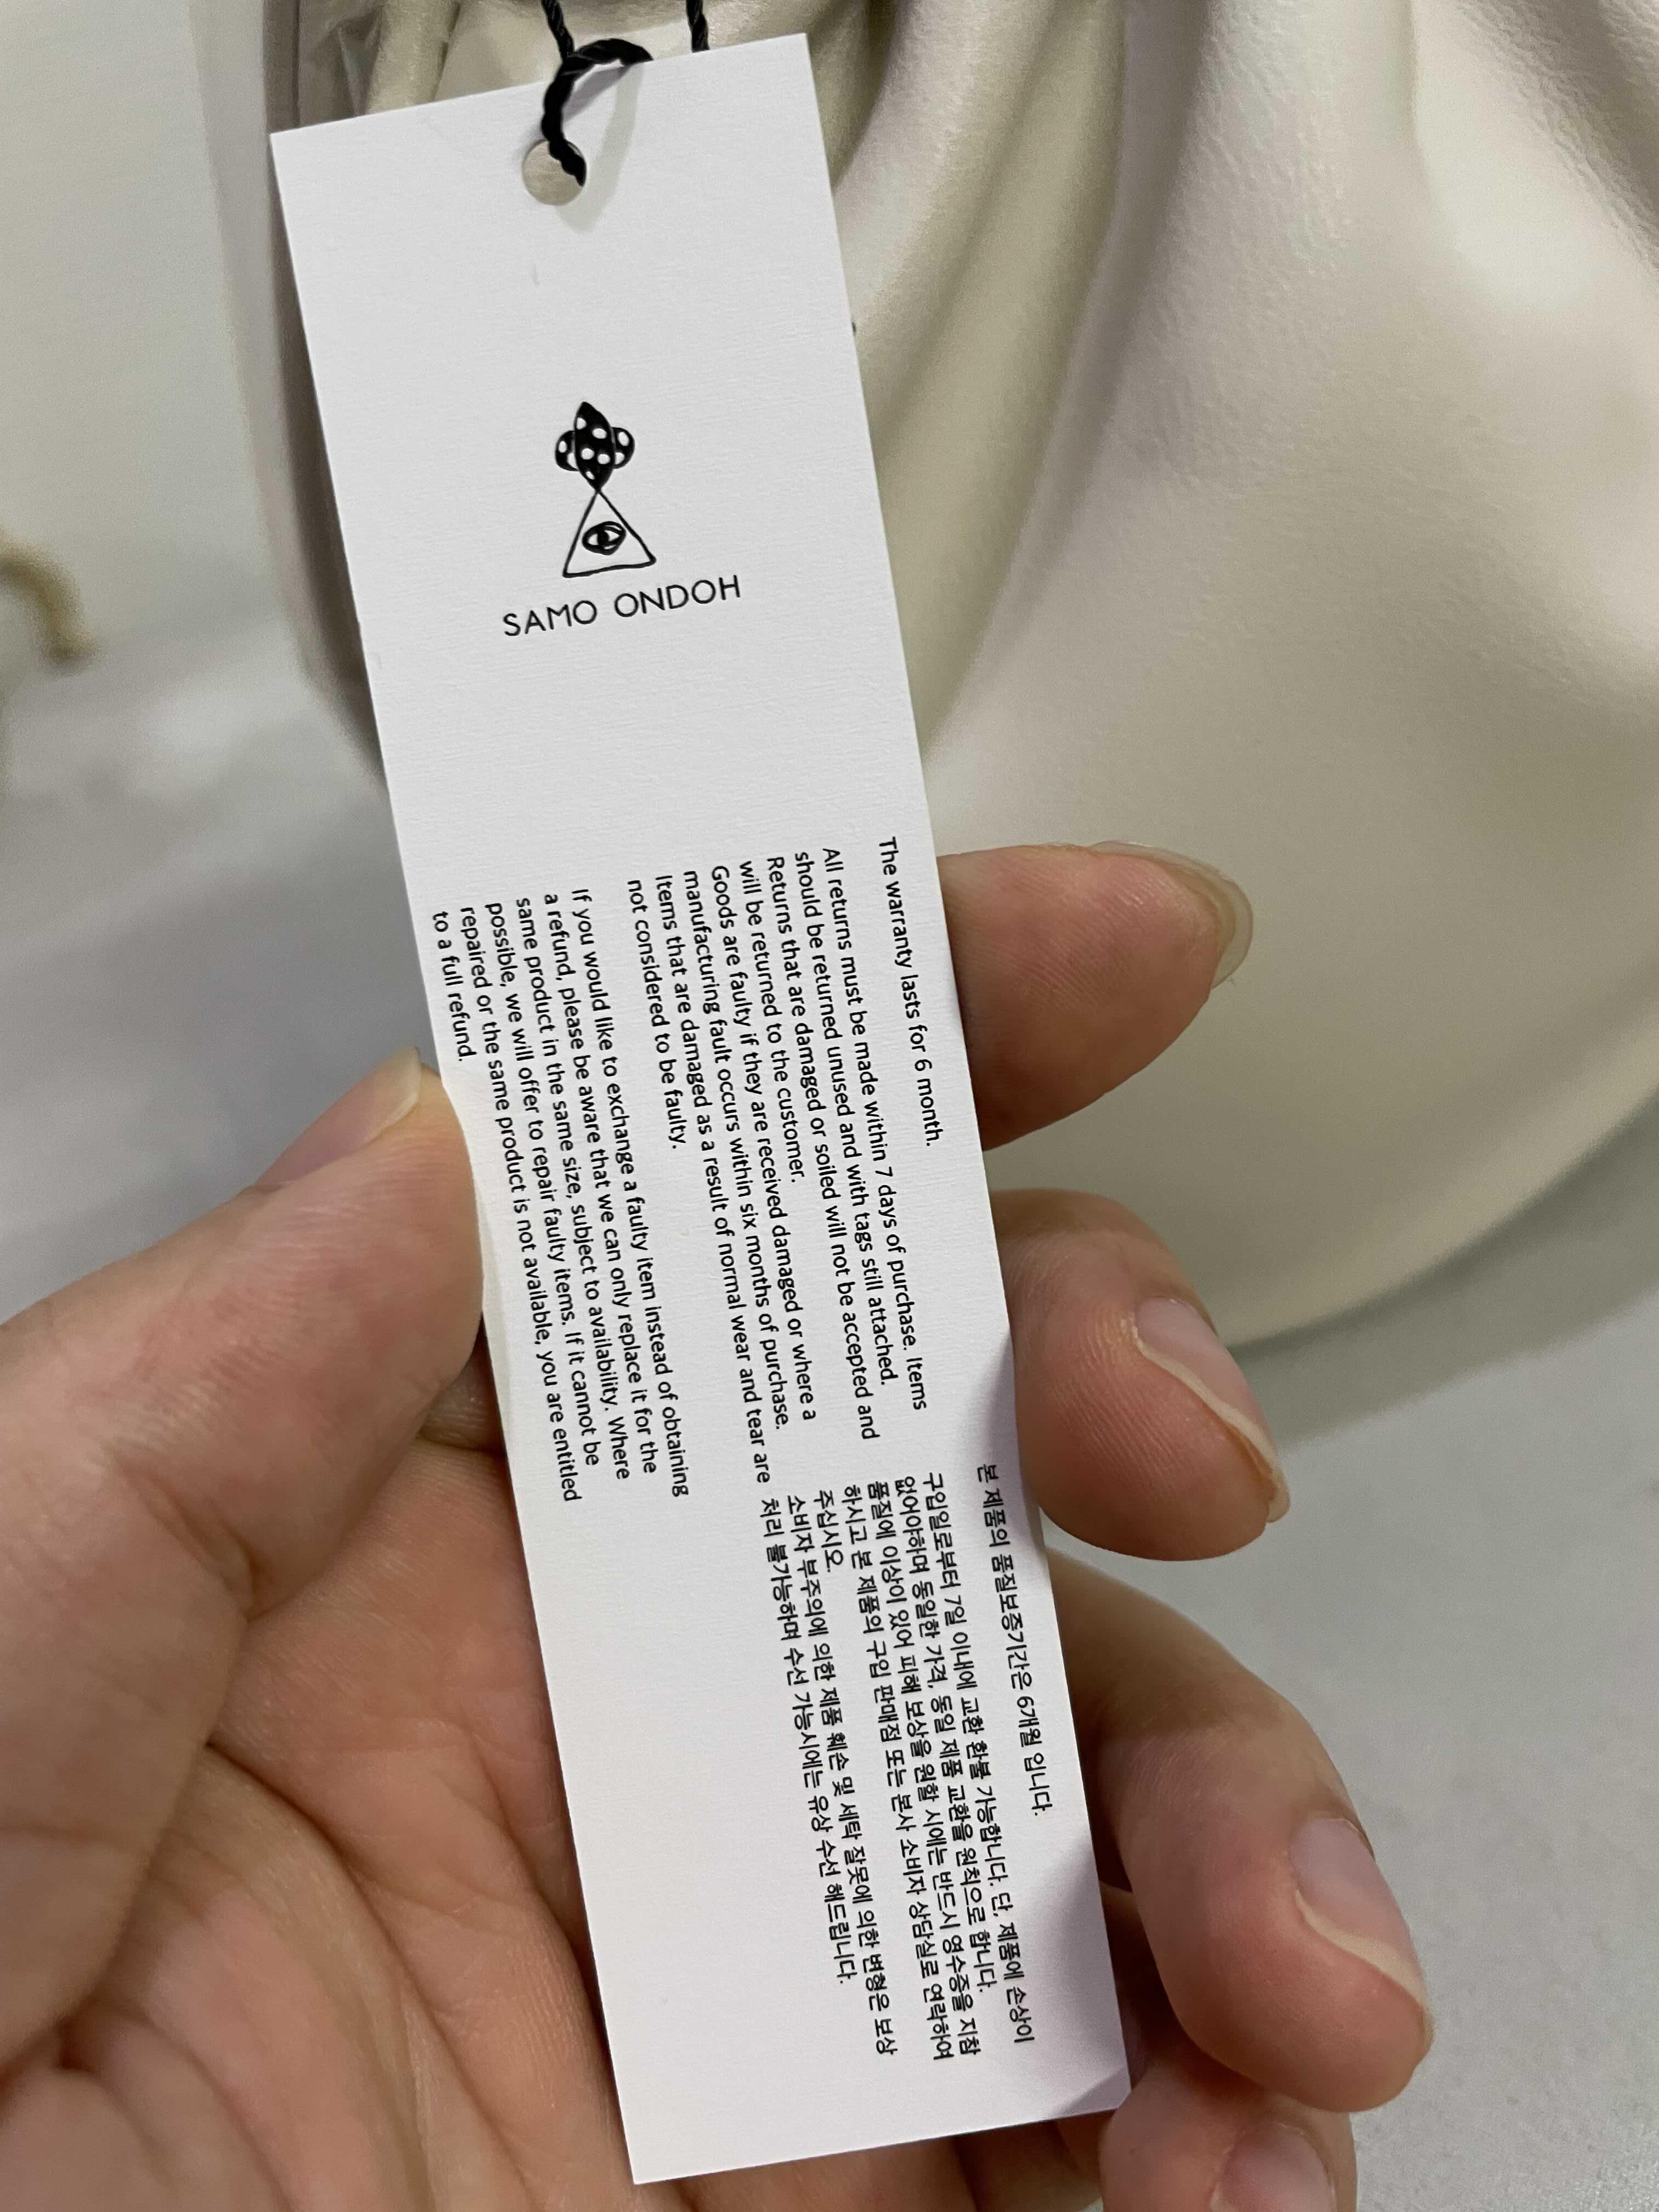 SAMO ONDOH
The warranty lasts for 6 month.
All returns must be made within 7 days of purchase. Items
should be returned unused and with tags still attached.
Returns that are damaged or soiled will not be accepted and
will be returned to the customer.
Goods are faulty if they are received damaged or where a
manufacturing fault occurs within six months of purchase.
Items that are damaged as a result of normal wear and tear are
not considered to be faulty.
If you would like to exchange a faulty item instead of obtaining
a refund, please be aware that we can only replace it for the
same product in the same size, subject to availability. Where
possible, we will offer to repair faulty items. If it cannot be
repaired or the same product is not available, you are entitled
to a full refund.
본 제품의 품질보증기간은 6개월 입니다.
구입일로부터 7일 이내에 교환 환불 가능합니다. 단, 제품에 손상이
없어야하며 동일한 가격, 동일 제품 교환을 원칙으로 합니다.
품질에 이상이 있어 피해 보상을 원할 시에는 반드시 영수증을 지참
하시고 본 제품의 구입 판매점 또는 본사 소비자 상담실로 연락하여
주십시오.
소비자 부주의에 의한 제품 훼손 및 세탁 잘못에 의한 변형은 보상
처리 불가능하며 수선 가능시에는 유상 수선 해드립니다.